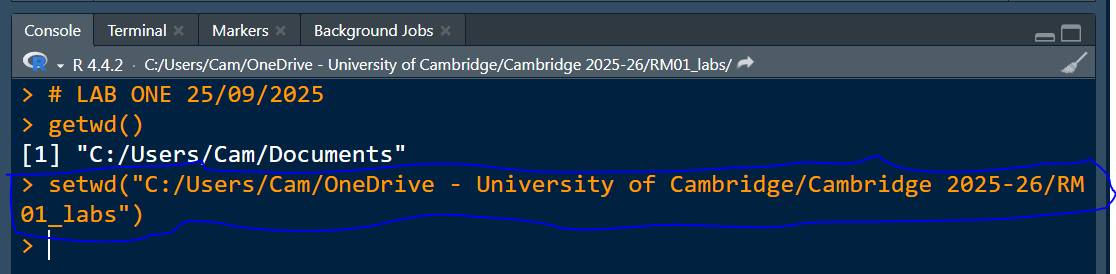 Console Terminal Markers Background Jobs
R R 4.4.2 · C:/Users/Cam/OneDrive - University of Cambridge/Cambridge 2025-26/RM01_labs/
> # LAB ONE 25/09/2025
> getwd()
[1] "C:/Users/Cam/Documents"
> setwd("C:/Users/Cam/OneDrive - University of Cambridge/Cambridge 2025-26/RM
01_labs")
>